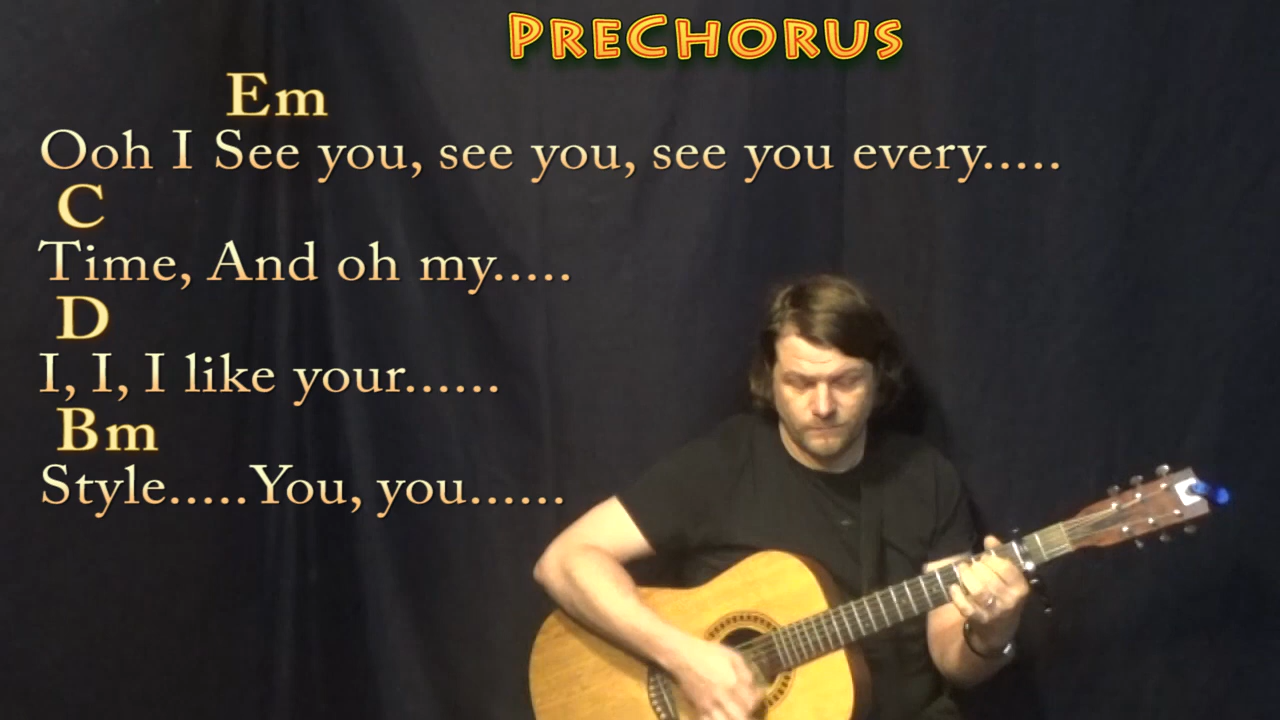 PRECHORUS
Em
Ooh I See you, see you, see you every.....
C
Time, And oh my.....
D
I, I, I like your......
Bm
Style.....You, you......